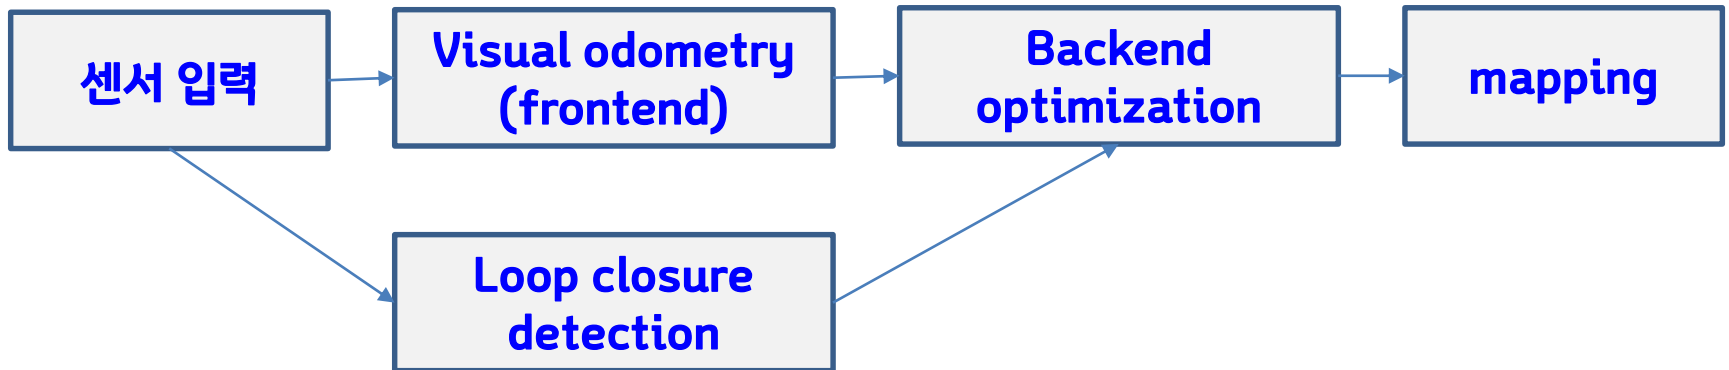 센서 입력
Visual odometry
(frontend)
Backend
optimization
mapping
Loop closure
detection